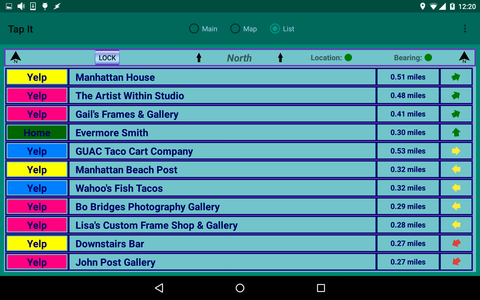 12:20
Tap It Main Map List
LOCK North Location: Bearing:
Yelp Manhattan House 0.51 miles
Yelp The Artist Within Studio 0.48 miles
Yelp Gail's Frames & Gallery 0.41 miles
Home Evermore Smith 0.30 miles
Yelp GUAC Taco Cart Company 0.53 miles
Yelp Manhattan Beach Post 0.32 miles
Yelp Wahoo's Fish Tacos 0.32 miles
Yelp Bo Bridges Photography Gallery 0.29 miles
Yelp Lisa's Custom Frame Shop & Gallery 0.28 miles
Yelp Downstairs Bar 0.27 miles
Yelp John Post Gallery 0.27 miles